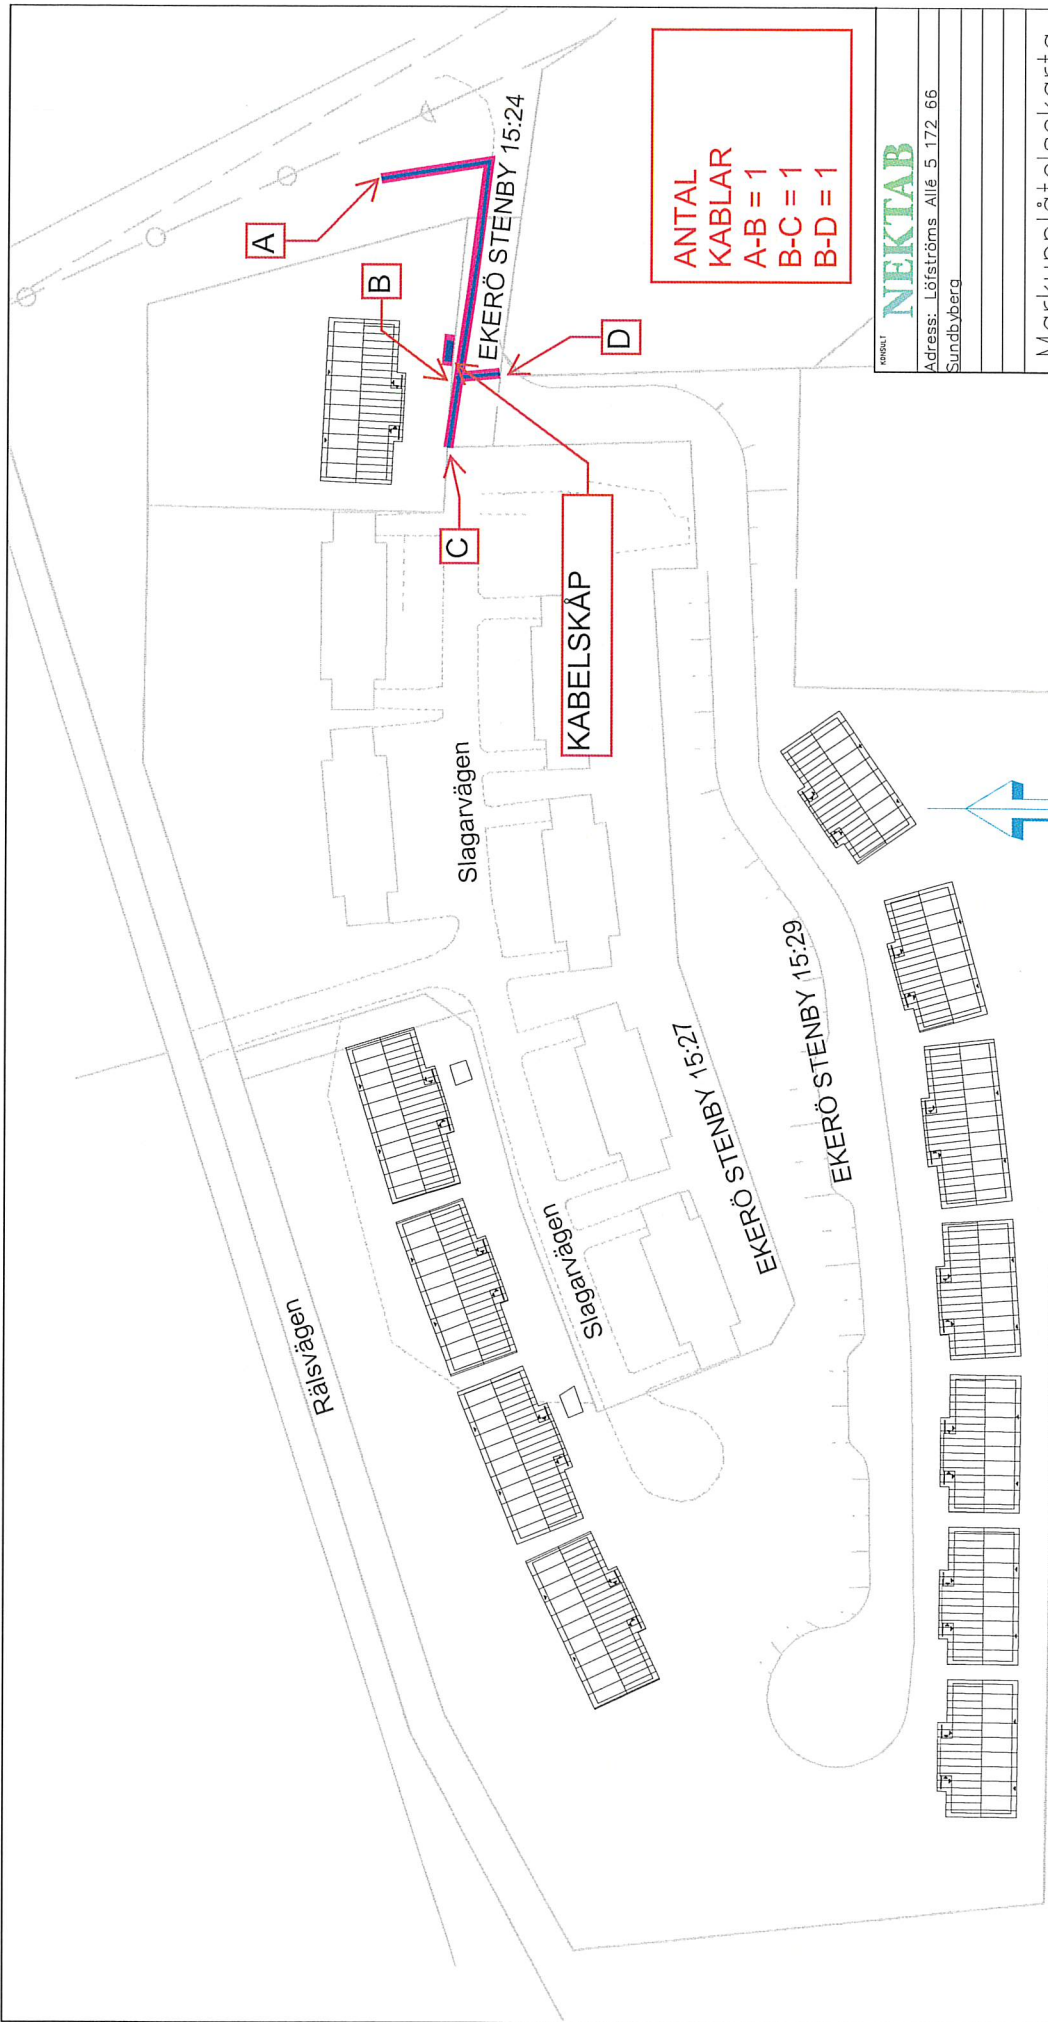 Rälsvägen
Slagarvägen
Slagarvägen
EKERÖ STENBY 15:27
EKERÖ STENBY 15:29
EKERÖ STENBY 15:24
A
B
C
D
KABELSKÅP
ANTAL
KABLAR
A-B = 1
B-C = 1
B-D = 1
KONSULT
NEKTAB
Adress: Löfströms Allé 5 172 66
Sundbyberg
Markupplåtelsekarta